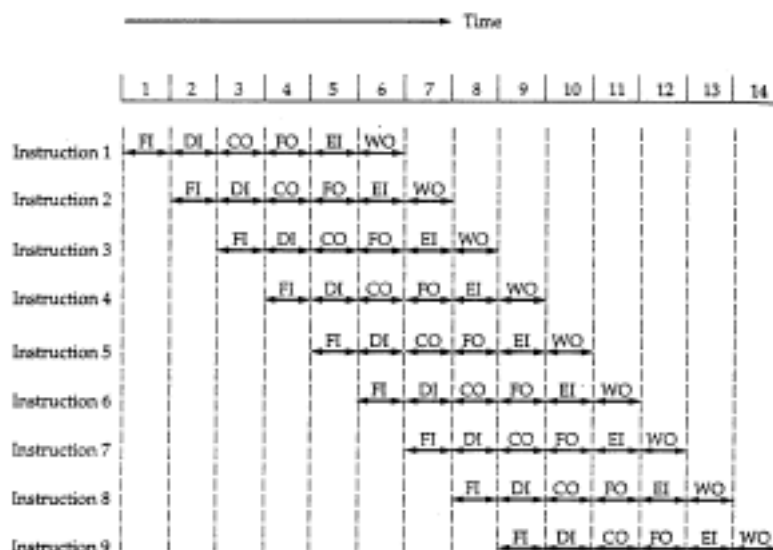 Time
1 2 3 4 5 6 7 8 9 10 11 12 13 14
Instruction 1 FI DI CO FO EI WO
Instruction 2 FI DI CO FO EI WO
Instruction 3 FI DI CO FO EI WO
Instruction 4 FI DI CO FO EI WO
Instruction 5 FI DI CO FO EI WO
Instruction 6 FI DI CO FO EI WO
Instruction 7 FI DI CO FO EI WO
Instruction 8 FI DI CO FO EI WO
Instruction 9 FI DI CO FO EI WO